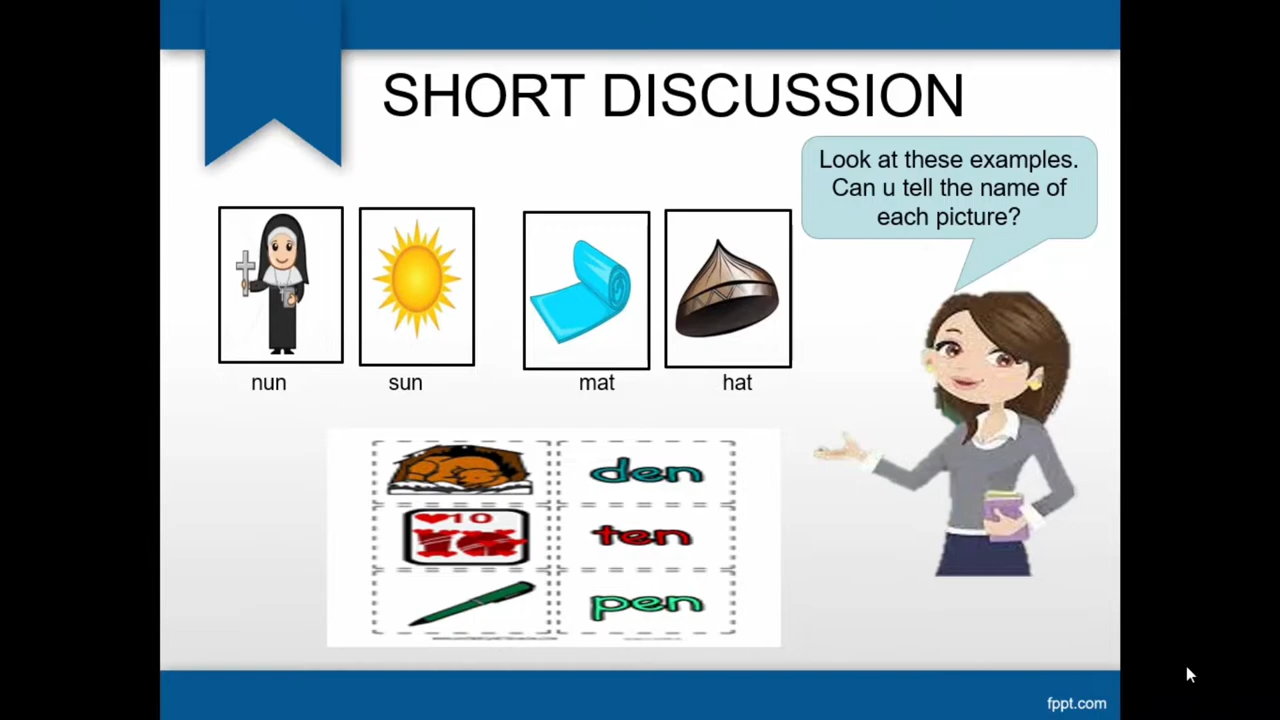 SHORT DISCUSSION
Look at these examples.
Can u tell the name of
each picture?
nun
sun
mat
hat
den
10
ten
pen
fppt.com